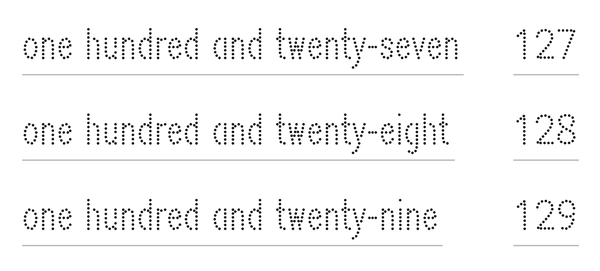 one hundred and twenty-seven 127
one hundred and twenty-eight 128
one hundred and twenty-nine 129